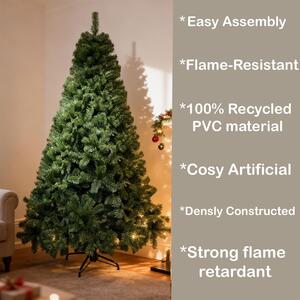 *Easy Assembly
*Flame-Resistant
*100% Recycled
PVC material
*Cosy Artificial
*Densly Constructed
*Strong flame
retardant